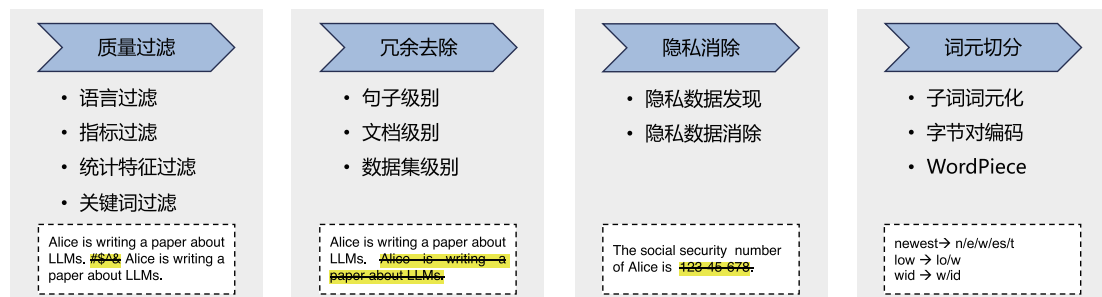 质量过滤
• 语言过滤
• 指标过滤
• 统计特征过滤
• 关键词过滤
Alice is writing a paper about
LLMs. #$^& Alice is writing a
paper about LLMs.
冗余去除
• 句子级别
• 文档级别
• 数据集级别
Alice is writing a paper about
LLMs. Alice is writing a
paper about LLMs.
隐私消除
• 隐私数据发现
• 隐私数据消除
The social security number
of Alice is 123-45-678.
词元切分
• 子词词元化
• 字节对编码
• WordPiece
newest→ n/e/w/es/t
low → lo/w
wid → w/id